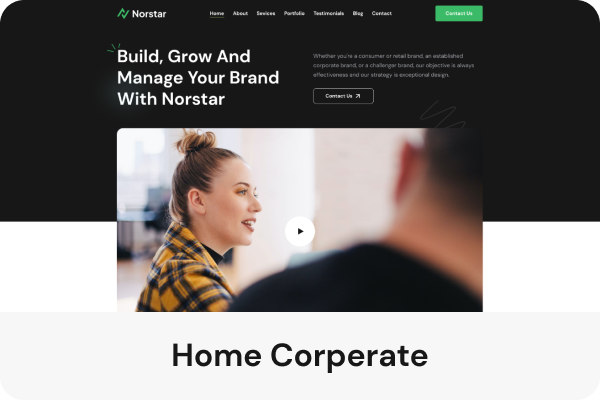 Norstar
Home About Sevices Portfolio Testimonials Blog Contact
Contact Us
Build, Grow And
Manage Your Brand
With Norstar
Whether you're a consumer or retail brand, an established
corporate brand, or a challenger brand, our objective is always
effectiveness and our strategy is exceptional design.
Contact Us
Home Corperate